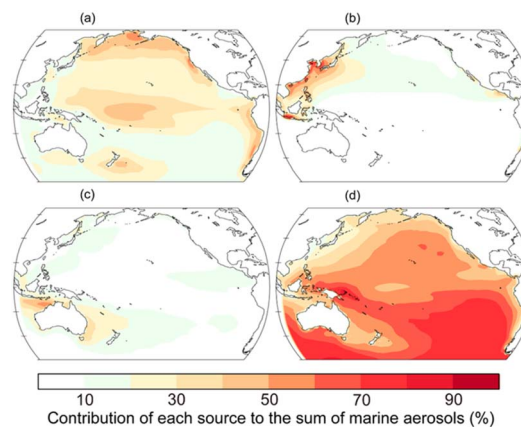 (a) (b)
(c) (d)
10 30 50 70 90
Contribution of each source to the sum of marine aerosols (%)